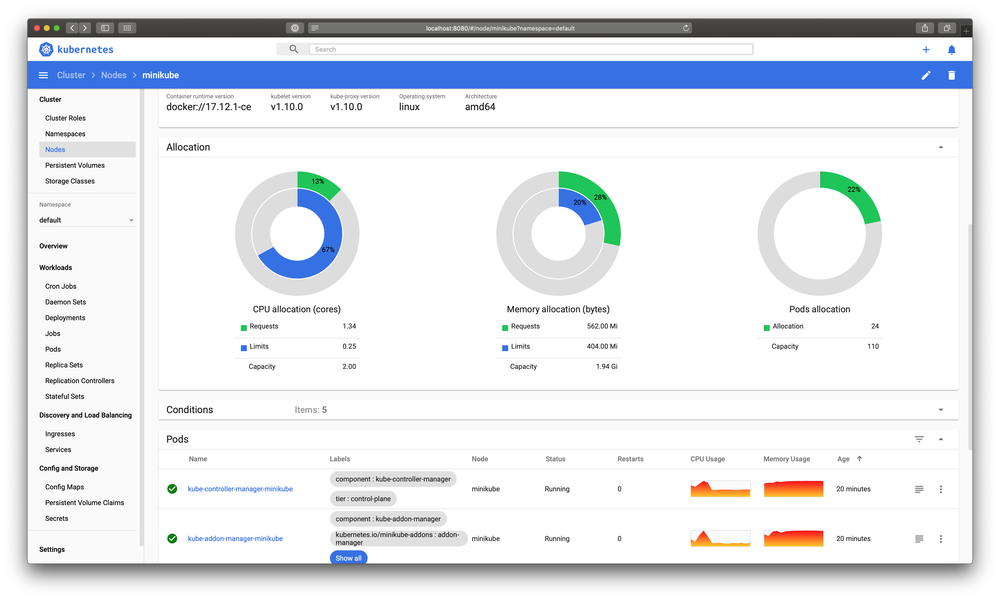 localhost:8080/#/node/minikube?namespace=default
kubernetes
Search
Cluster > Nodes > minikube
Cluster
Cluster Roles
Namespaces
Nodes
Persistent Volumes
Storage Classes
Namespace
default
Overview
Workloads
Cron Jobs
Daemon Sets
Deployments
Jobs
Pods
Replica Sets
Replication Controllers
Stateful Sets
Discovery and Load Balancing
Ingresses
Services
Config and Storage
Config Maps
Persistent Volume Claims
Secrets
Settings
Container runtime version kubelet version kube-proxy version Operating system Architecture
docker://17.12.1-ce v1.10.0 v1.10.0 linux amd64
Allocation
13%
67%
CPU allocation (cores)
Requests 1.34
Limits 0.25
Capacity 2.00
28%
20%
Memory allocation (bytes)
Requests 562.00 Mi
Limits 404.00 Mi
Capacity 1.94 Gi
22%
Pods allocation
Allocation 24
Capacity 110
Conditions Items: 5
Pods
Name Labels Node Status Restarts CPU Usage Memory Usage Age
component : kube-controller-manager
kube-controller-manager-minikube minikube Running 0 20 minutes
tier : control-plane
component : kube-addon-manager
kubernetes.io/minikube-addons : addon-
manager
kube-addon-manager-minikube minikube Running 0 20 minutes
Show all